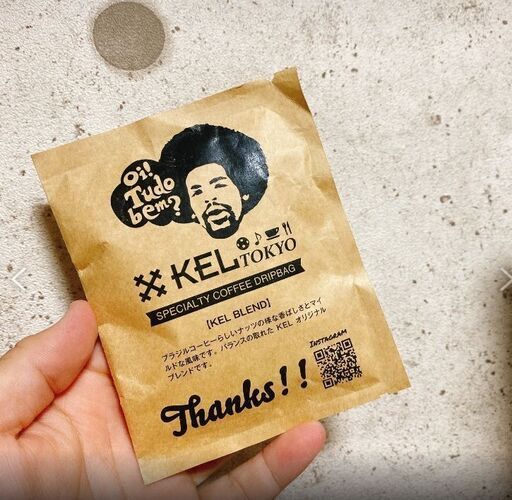 Oi!
Tudo
bem?
KEL
TOKYO
SPECIALTY COFFEE DRIPBAG
【KEL BLEND】
ブラジルコーヒーらしいナッツの様な香ばしさとマイ
ルドな風味です。バランスの取れた KEL オリジナル
ブレンドです。
INSTAGRAM
Thanks!!